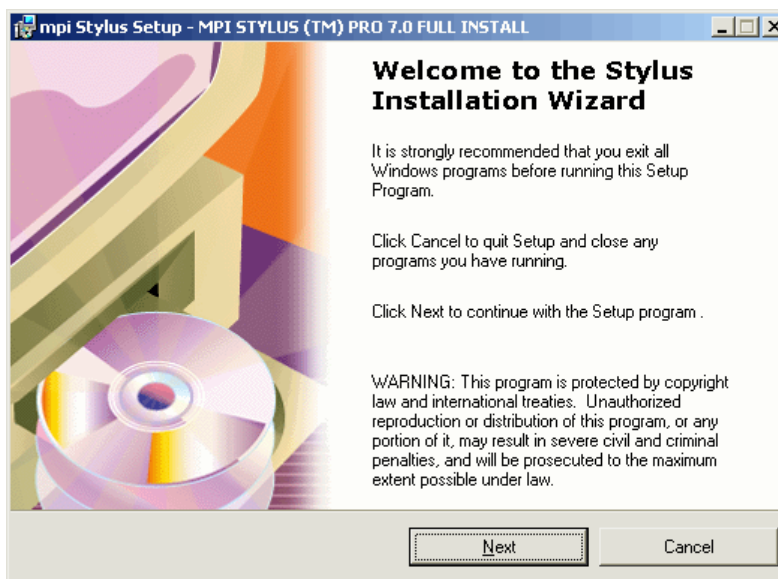 mpi Stylus Setup - MPI STYLUS (TM) PRO 7.0 FULL INSTALL
Welcome to the Stylus
Installation Wizard
It is strongly recommended that you exit all
Windows programs before running this Setup
Program.
Click Cancel to quit Setup and close any
programs you have running.
Click Next to continue with the Setup program .
WARNING: This program is protected by copyright
law and international treaties.  Unauthorized
reproduction or distribution of this program, or any
portion of it, may result in severe civil and criminal
penalties, and will be prosecuted to the maximum
extent possible under law.
Next
Cancel